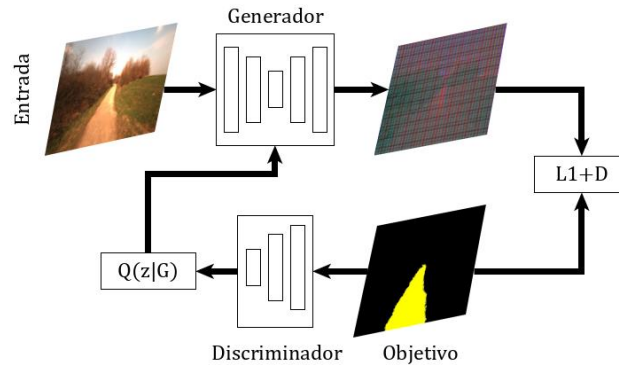 Generador
Entrada
L1+D
Q(z|G)
Discriminador
Objetivo